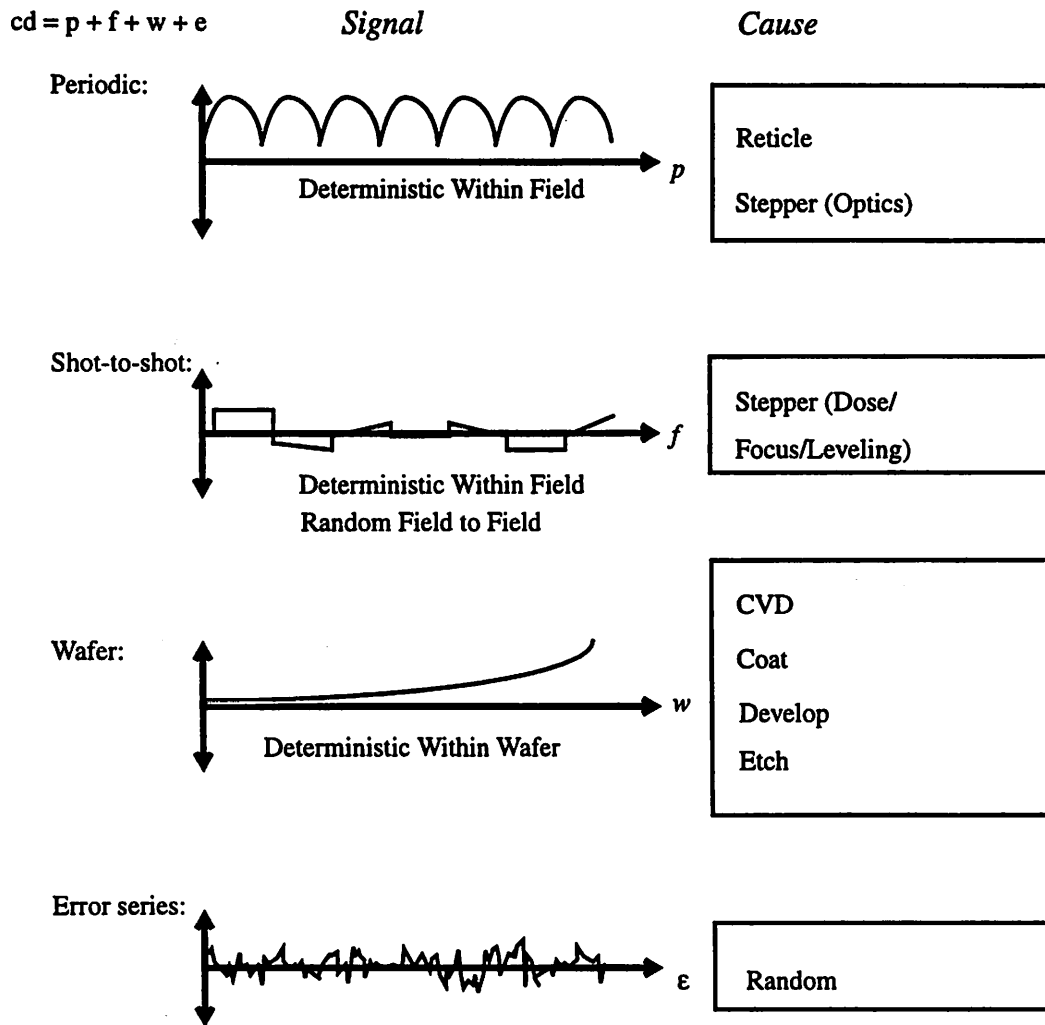 cd = p + f + w + e
Signal
Cause
Periodic:
p
Deterministic Within Field
Reticle
Stepper (Optics)
Shot-to-shot:
f
Deterministic Within Field
Random Field to Field
Stepper (Dose/
Focus/Leveling)
Wafer:
w
Deterministic Within Wafer
CVD
Coat
Develop
Etch
Error series:
ε
Random